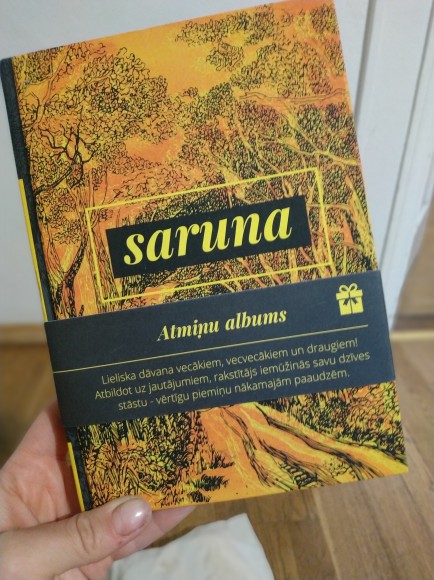 saruna
Atmiņu albums
Lieliska dāvana vecākiem, vecvecākiem un draugiem!
Atbildot uz jautājumiem, rakstītājs iemūžinās savu dzīves
stāstu - vērtīgu piemiņu nākamajām paaudzēm.